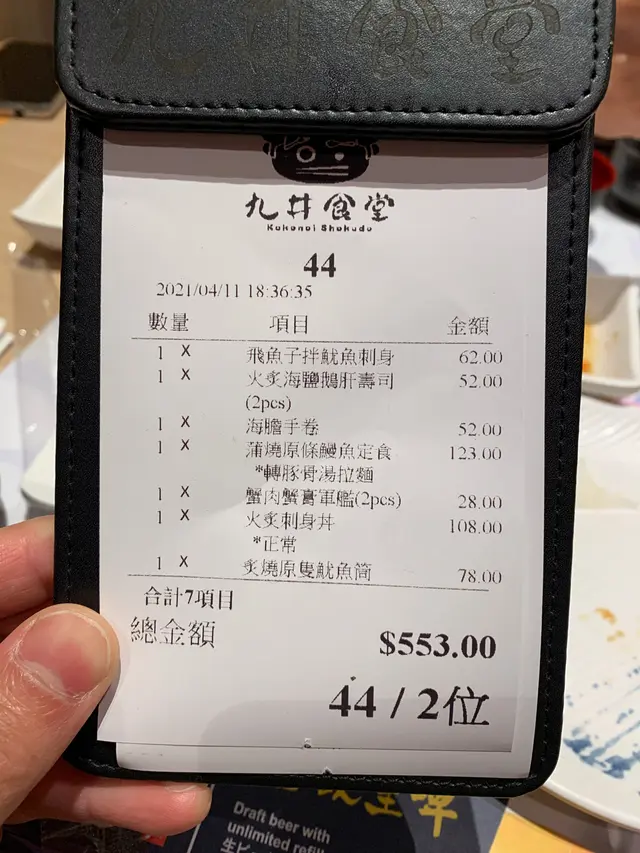 九井食堂
九井食堂
Kokonoi Shokudo
44
2021/04/11 18:36:35
數量 項目 金額
1 X 飛魚子拌魷魚刺身 62.00
1 X 火炙海鹽鵝肝壽司 52.00
(2pcs)
1 X 海膽手卷 52.00
1 X 蒲燒原條鰻魚定食 123.00
*轉豚骨湯拉麵
1 X 蟹肉蟹膏軍艦(2pcs) 28.00
1 X 火炙刺身丼 108.00
*正常
1 X 炙燒原隻魷魚筒 78.00
合計7項目
總金額 $553.00
44 / 2位
Draft beer with
unlimited refill
生ビ